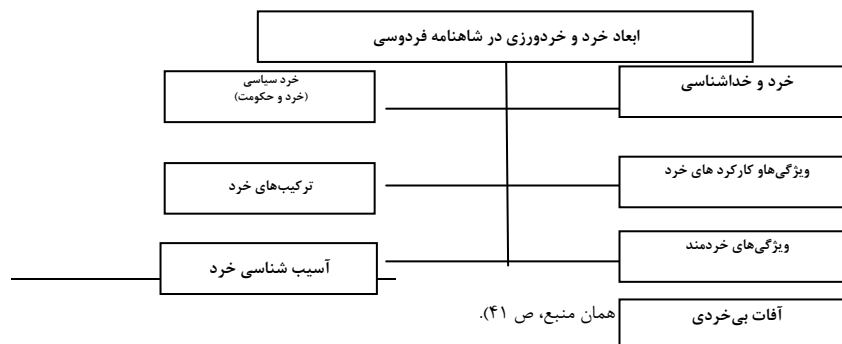 ابعاد خرد و خردورزی در شاهنامه فردوسی
خرد و خداشناسی
خرد سیاسی
(خرد و حکومت)
ویژگی‌هاو کارکرد های خرد
ترکیب‌های خرد
ویژگی‌های خردمند
آسیب شناسی خرد
آفات بی‌خردی
همان منبع، ص ۴۱).